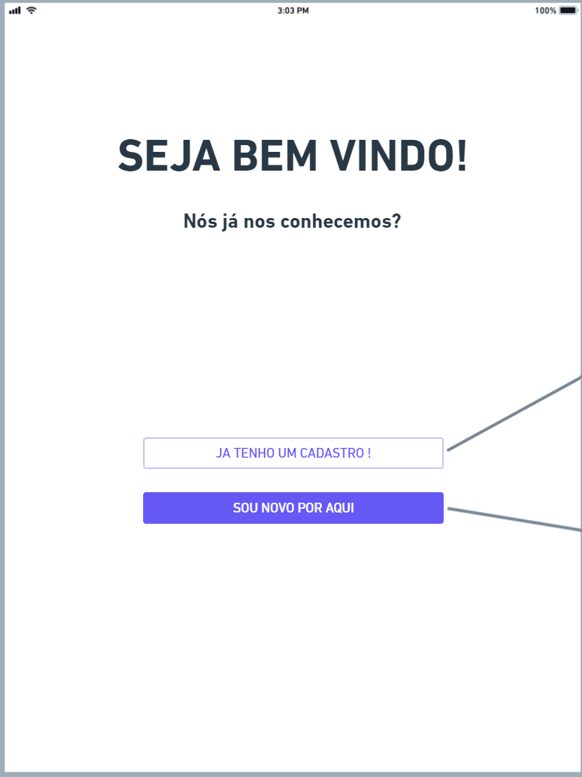 3:03 PM
100%
SEJA BEM VINDO!
Nós já nos conhecemos?
JA TENHO UM CADASTRO !
SOU NOVO POR AQUI